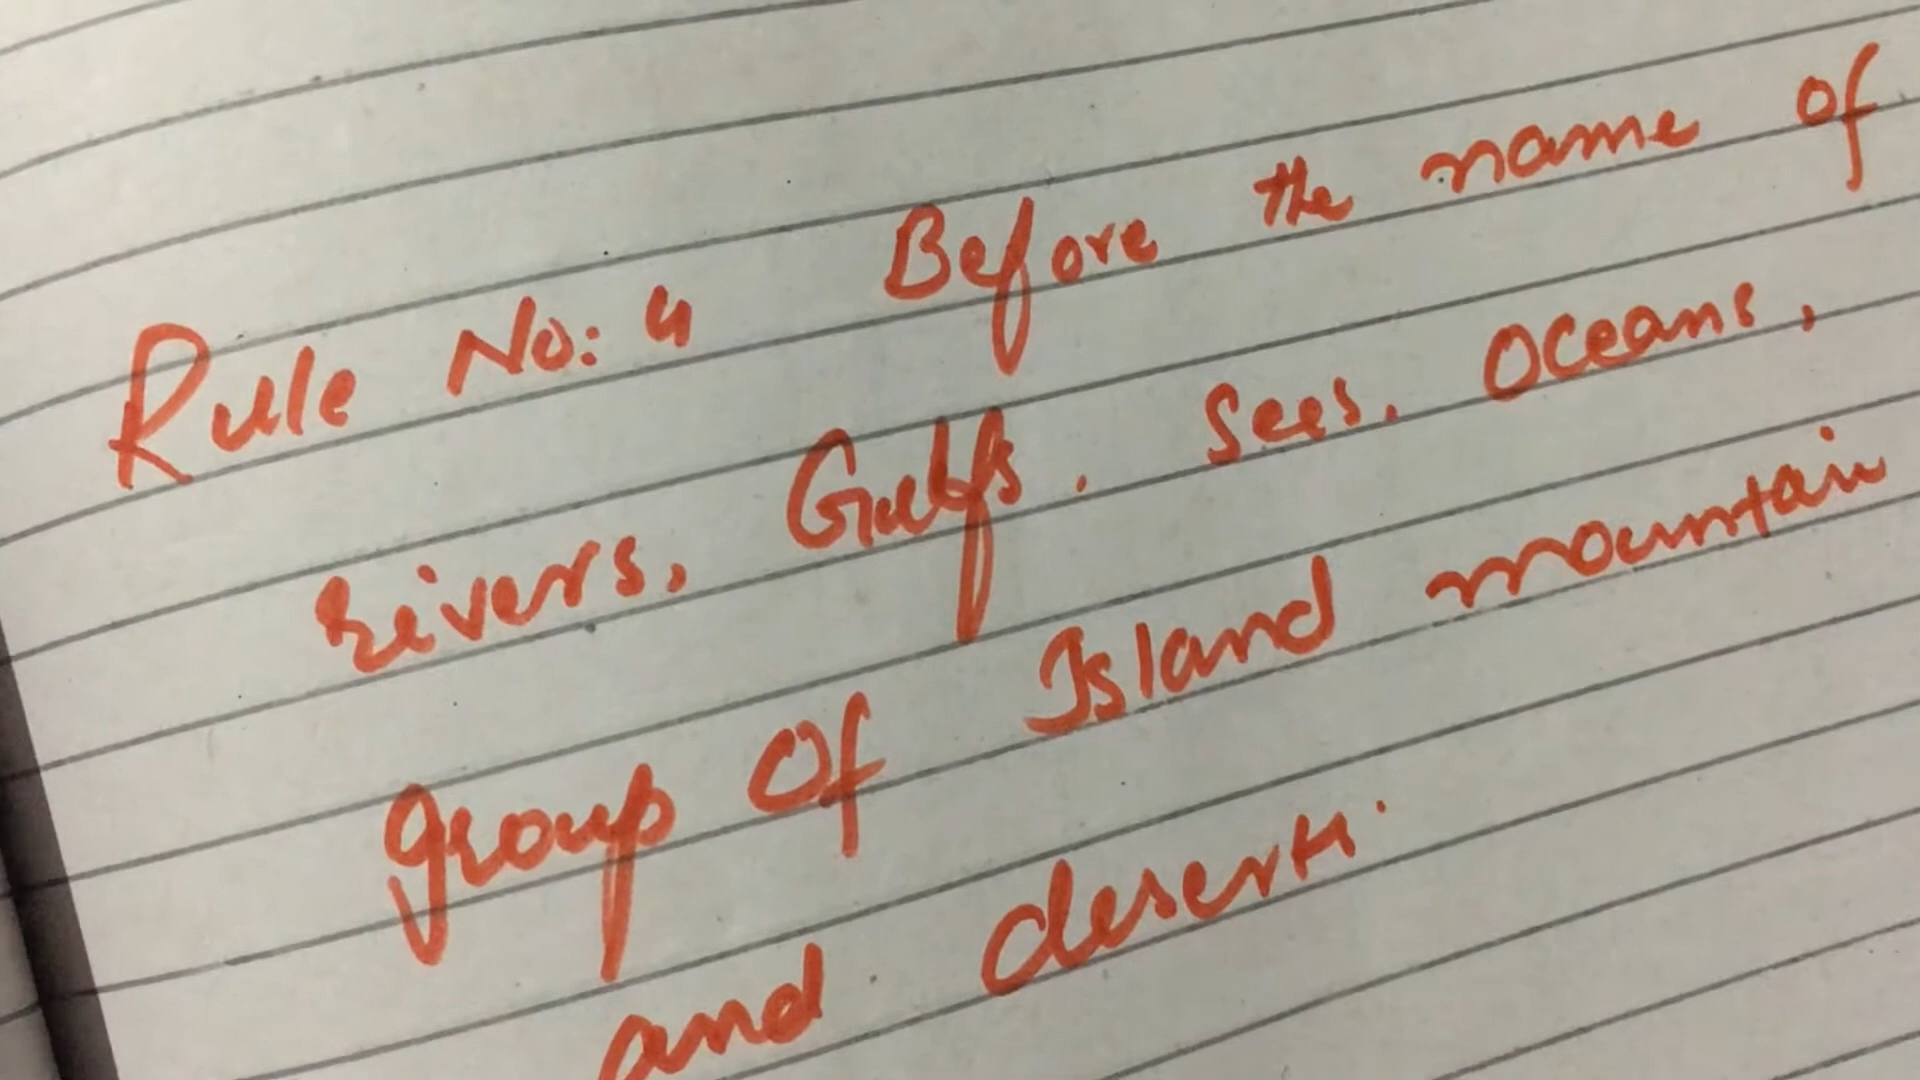 Rule No: 4 Before the name of
rivers, Gulfs. Sees. Oceans,
group Of Island mountain
and deserts.